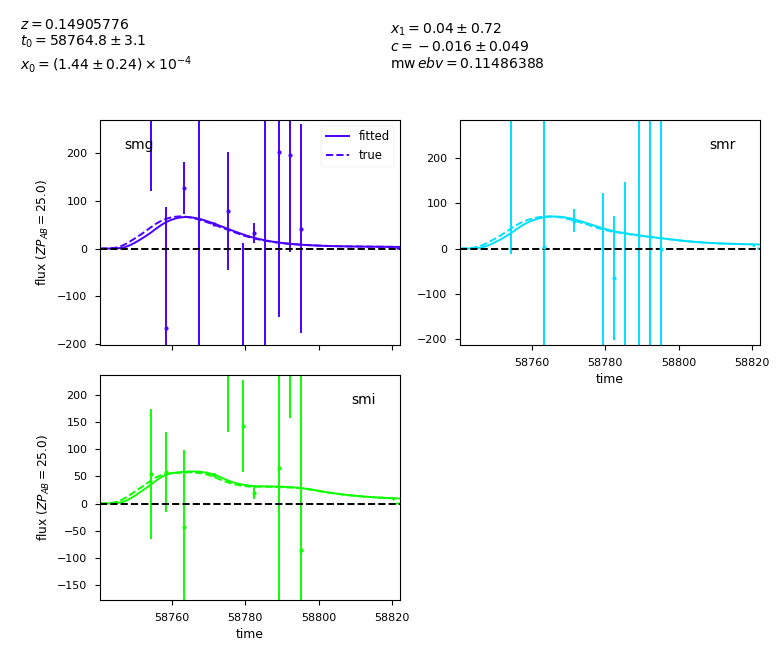 z = 0.14905776
t₀ = 58764.8 ± 3.1
x₀ = (1.44 ± 0.24) × 10⁻⁴
x₁ = 0.04 ± 0.72
c = −0.016 ± 0.049
mw ebv = 0.11486388
smg
fitted
true
200
100
0
−100
−200
flux (ZP_AB = 25.0)
smr
200
100
0
−100
−200
58760 58780 58800 58820
time
smi
200
150
100
50
0
−50
−100
−150
flux (ZP_AB = 25.0)
58760 58780 58800 58820
time